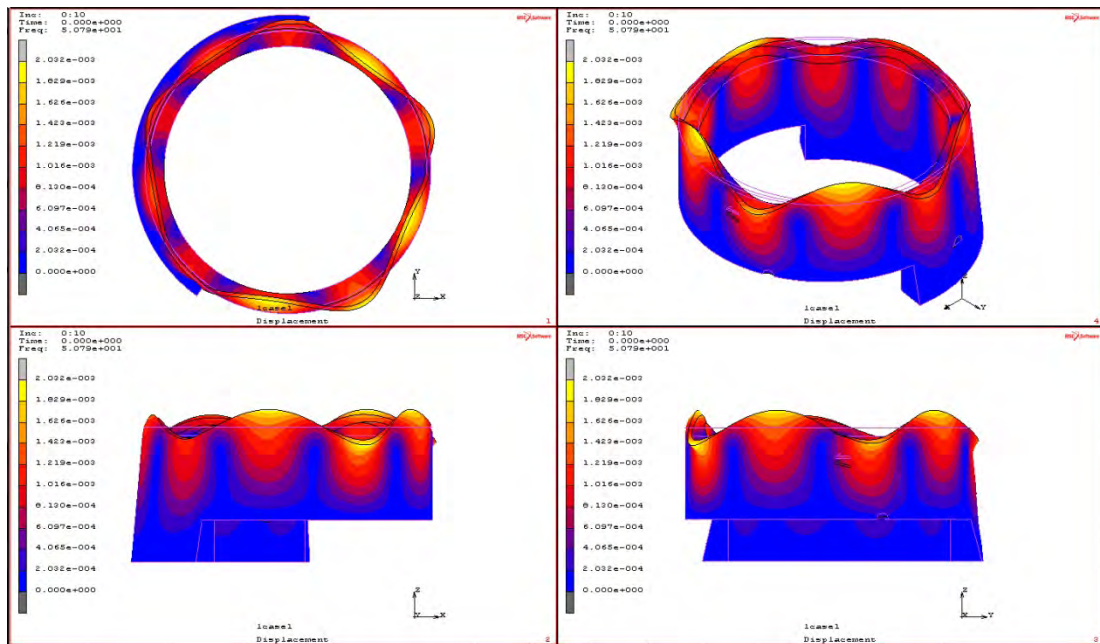 Inc: 0:10
Time: 0.000e+000
Freq: 5.079e+001
2.032e-003
1.829e-003
1.626e-003
1.423e-003
1.219e-003
1.016e-003
8.130e-004
6.097e-004
4.065e-004
2.032e-004
0.000e+000
Y
Z X
lcase1
Displacement
1
Inc: 0:10
Time: 0.000e+000
Freq: 5.079e+001
2.032e-003
1.829e-003
1.626e-003
1.423e-003
1.219e-003
1.016e-003
8.130e-004
6.097e-004
4.065e-004
2.032e-004
0.000e+000
Z
X Y
lcase1
Displacement
4
Inc: 0:10
Time: 0.000e+000
Freq: 5.079e+001
2.032e-003
1.829e-003
1.626e-003
1.423e-003
1.219e-003
1.016e-003
8.130e-004
6.097e-004
4.065e-004
2.032e-004
0.000e+000
Z
Y X
lcase1
Displacement
2
Inc: 0:10
Time: 0.000e+000
Freq: 5.079e+001
2.032e-003
1.829e-003
1.626e-003
1.423e-003
1.219e-003
1.016e-003
8.130e-004
6.097e-004
4.065e-004
2.032e-004
0.000e+000
Z
X Y
lcase1
Displacement
3